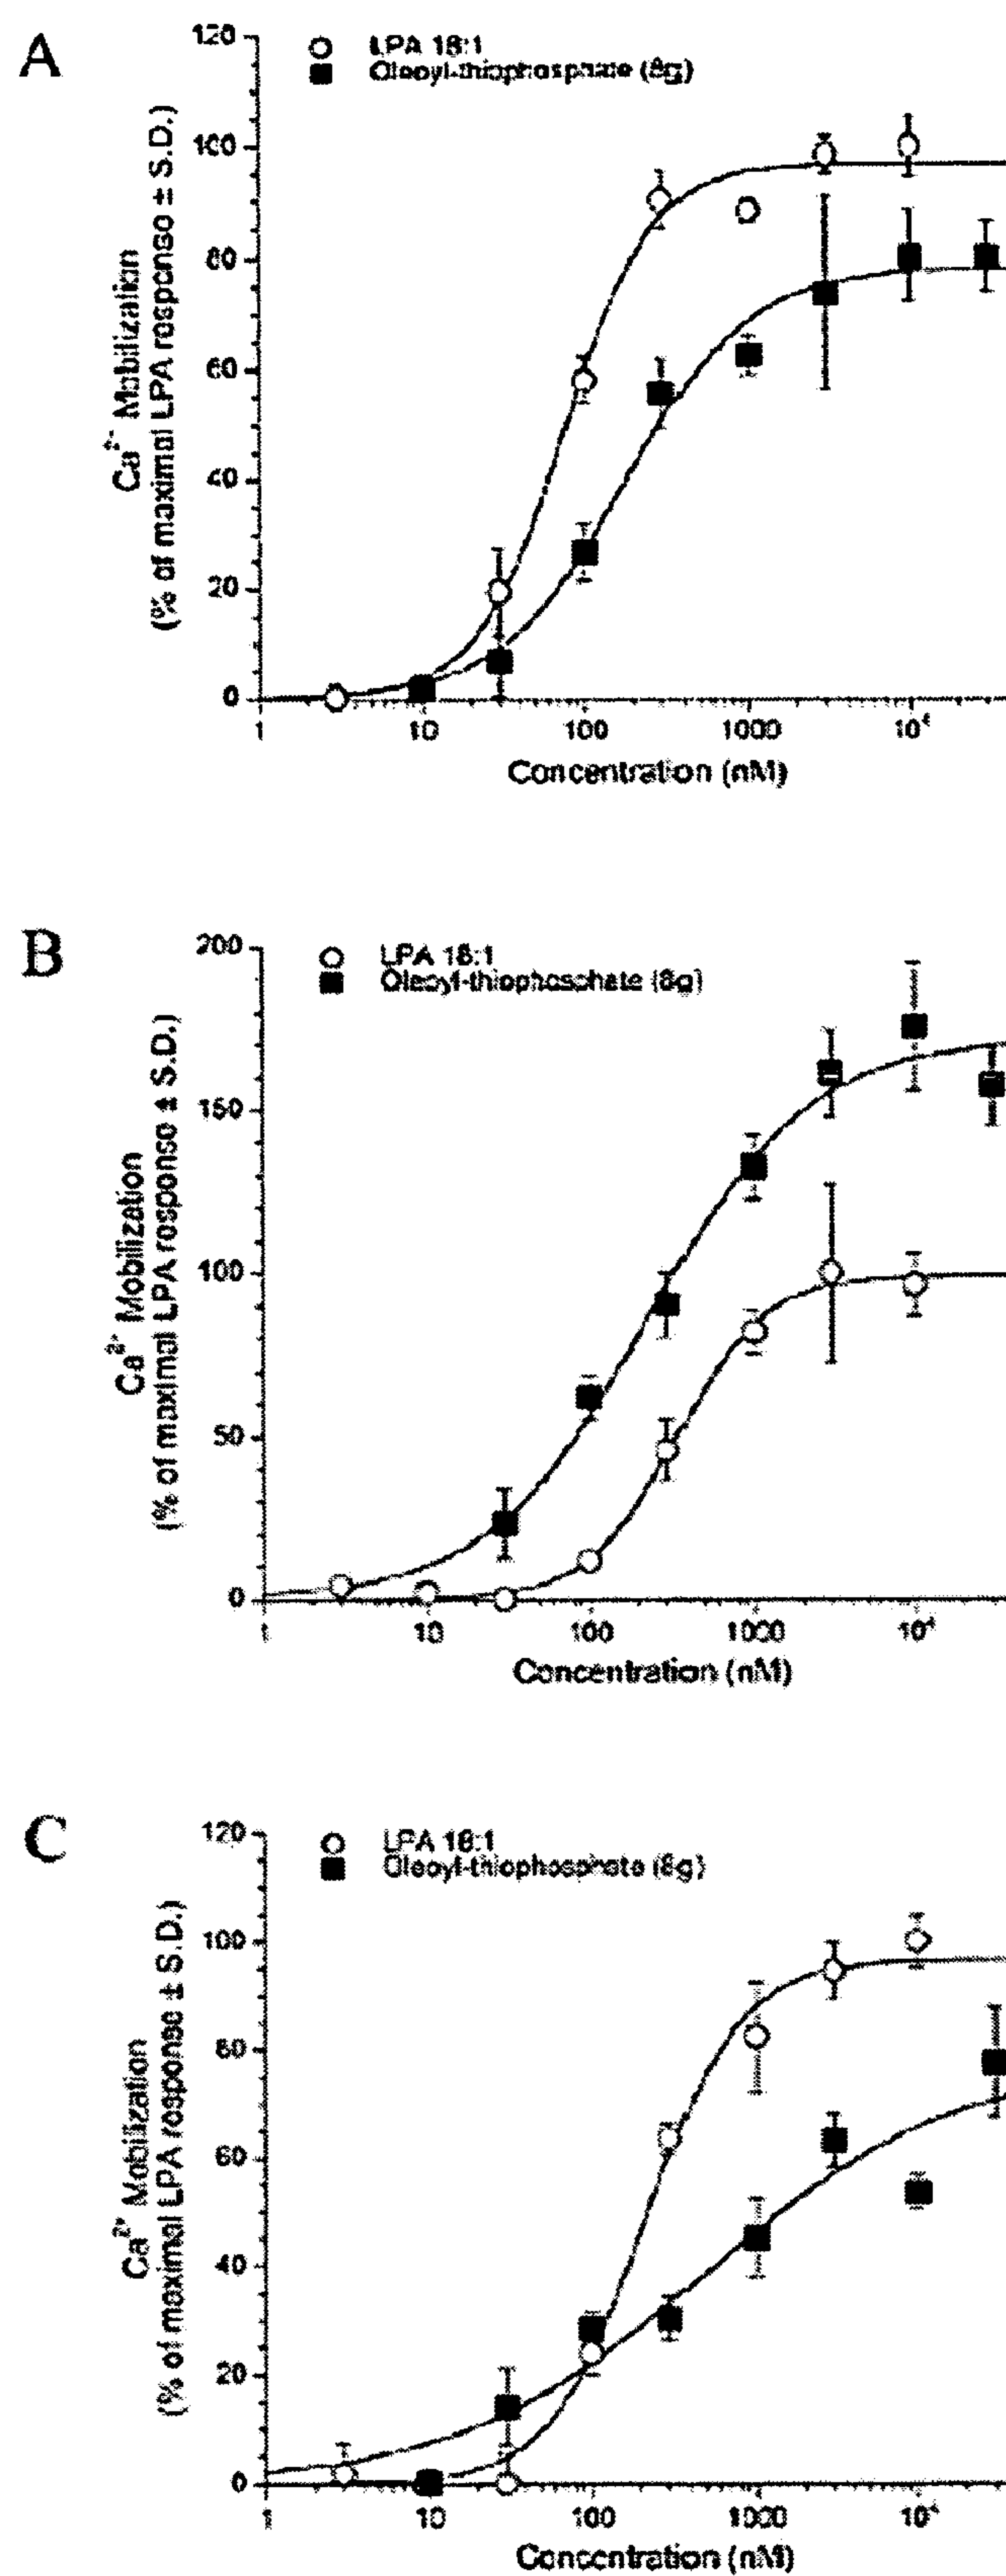 A
LPA 18:1
Oleoyl-thiophosphate (8g)
Ca2+ Mobilization
(% of maximal LPA response ± S.D.)
120
100
80
60
40
20
0
1
10
100
1000
10⁴
Concentration (nM)
B
LPA 18:1
Oleoyl-thiophosphate (8g)
Ca2+ Mobilization
(% of maximal LPA response ± S.D.)
200
150
100
50
0
1
10
100
1000
10⁴
Concentration (nM)
C
LPA 18:1
Oleoyl-thiophosphate (8g)
Ca2+ Mobilization
(% of maximal LPA response ± S.D.)
120
100
80
60
40
20
0
1
10
100
1000
10⁴
Concentration (nM)